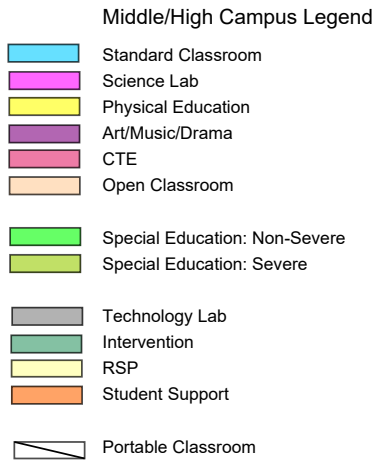 Middle/High Campus Legend
Standard Classroom
Science Lab
Physical Education
Art/Music/Drama
CTE
Open Classroom
Special Education: Non-Severe
Special Education: Severe
Technology Lab
Intervention
RSP
Student Support
Portable Classroom